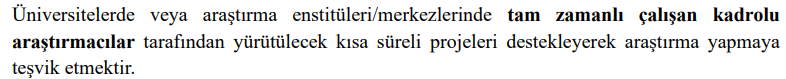 Üniversitelerde veya araştırma enstitüleri/merkezlerinde tam zamanlı çalışan kadrolu
araştırmacılar tarafından yürütülecek kısa süreli projeleri destekleyerek araştırma yapmaya
teşvik etmektir.